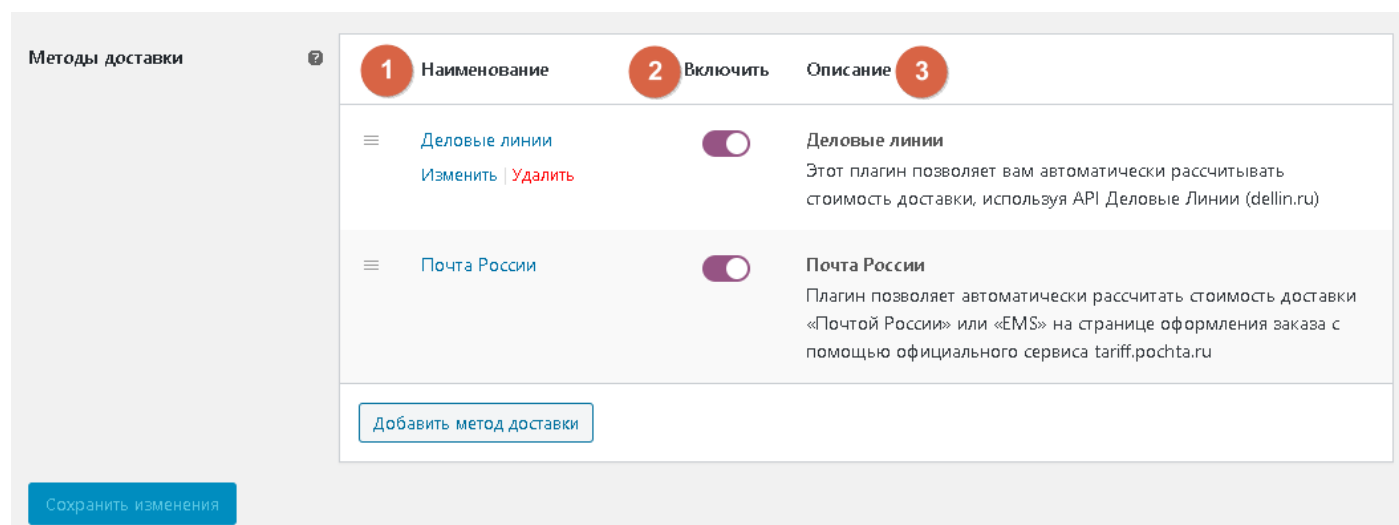 Методы доставки ?
1 Наименование 2 Включить Описание 3
Деловые линии Деловые линии
Изменить | Удалить Этот плагин позволяет вам автоматически рассчитывать
стоимость доставки, используя API Деловые Линии (dellin.ru)
Почта России Почта России
Плагин позволяет автоматически рассчитать стоимость доставки
«Почтой России» или «EMS» на странице оформления заказа с
помощью официального сервиса tariff.pochta.ru
Добавить метод доставки
Сохранить изменения